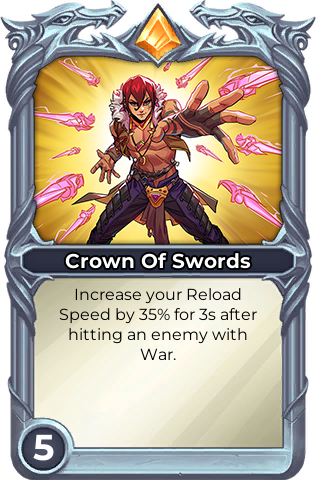 Crown Of Swords
Increase your Reload
Speed by 35% for 3s after
hitting an enemy with
War.
5